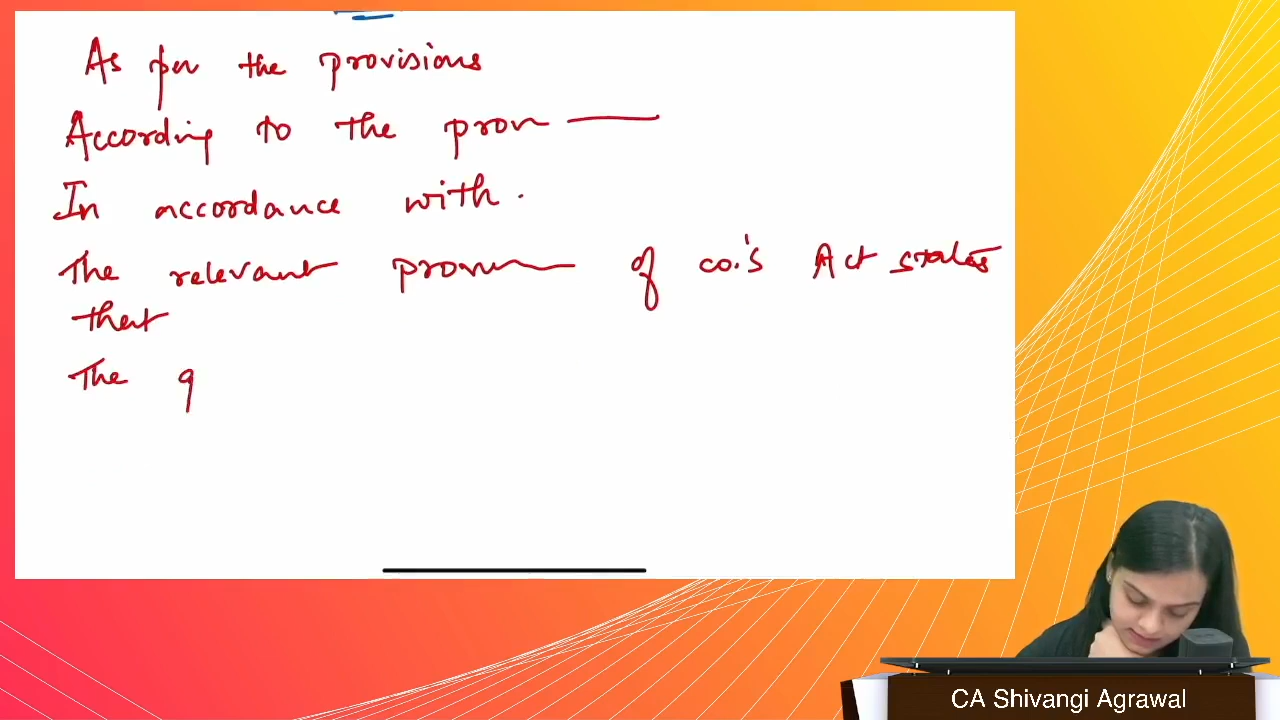 As per the provisions
According to the prov
In accordance with.
The relevant provn of co.'s Act states
that
The q
CA Shivangi Agrawal